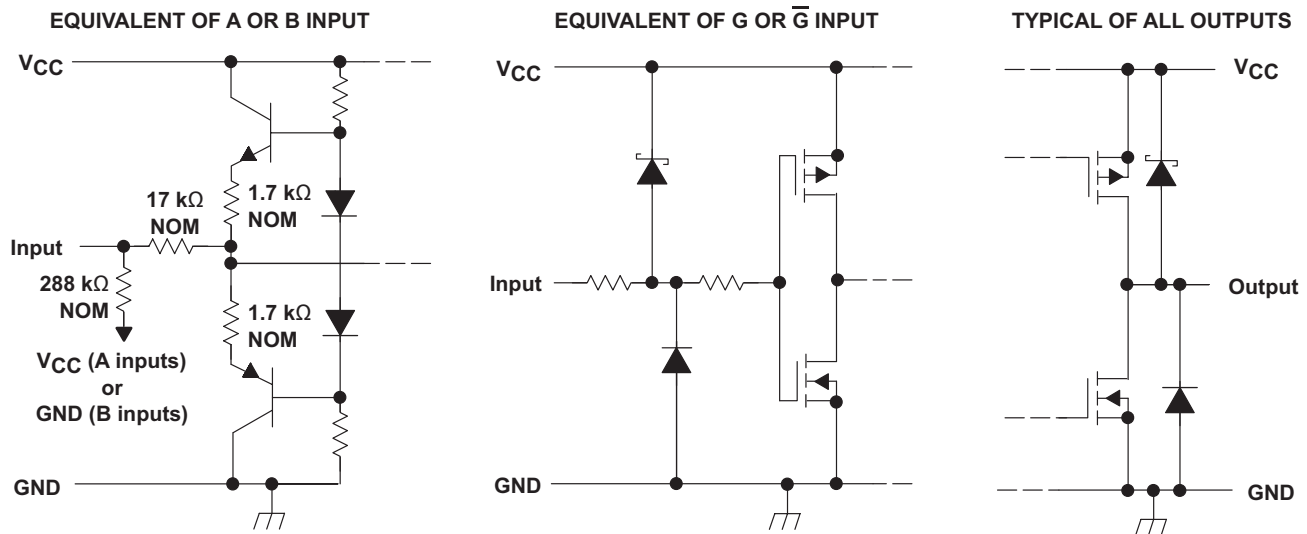 EQUIVALENT OF A OR B INPUT
VCC
17 kΩ
NOM
1.7 kΩ
NOM
Input
288 kΩ
NOM
1.7 kΩ
NOM
VCC (A inputs)
or
GND (B inputs)
GND
EQUIVALENT OF G OR G̅ INPUT
VCC
Input
GND
TYPICAL OF ALL OUTPUTS
VCC
Output
GND